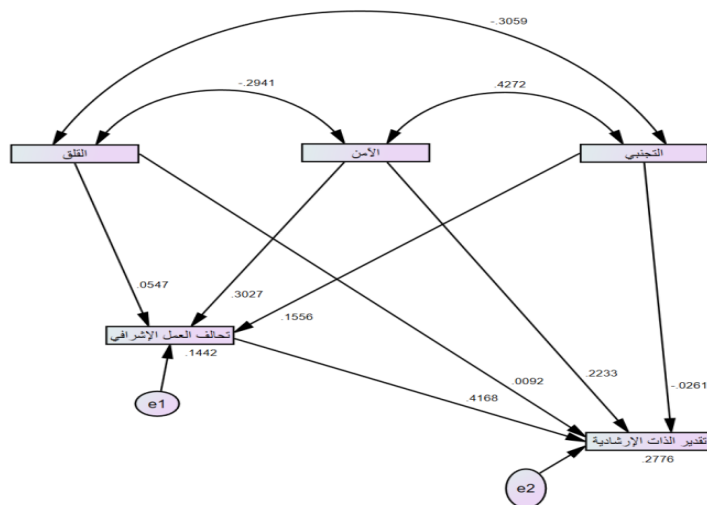 -.3059
-.2941
.4272
القلق
الآمن
التجنبي
.0547
.3027
.1556
تحالف العمل الإشرافي
.1442
.0092
.2233
-.0261
.4168
e1
تقدير الذات الإرشادية
.2776
e2